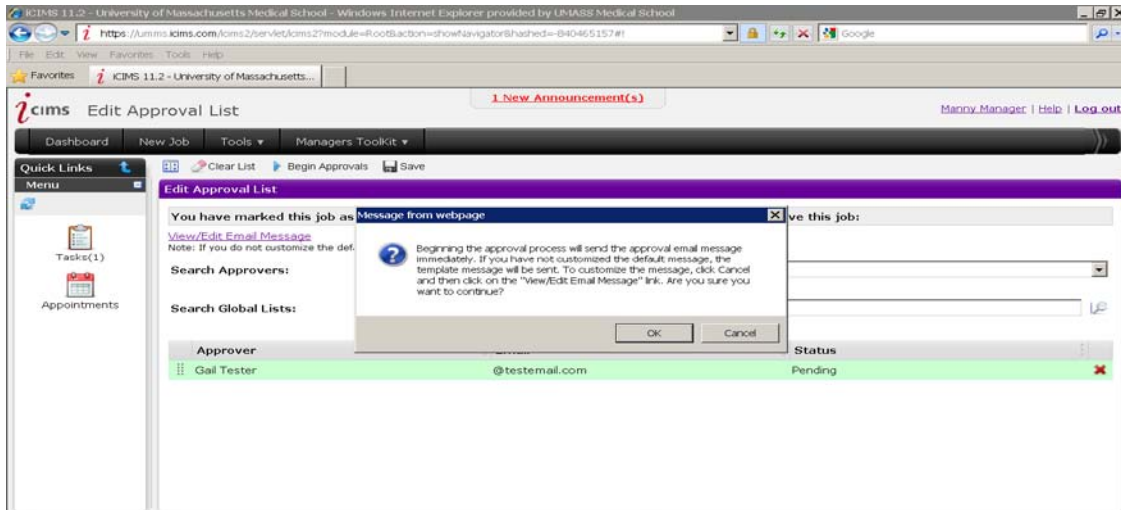 iCIMS 11.2 - University of Massachusetts Medical School - Windows Internet Explorer provided by UMASS Medical School
https://umms.icims.com/icims2/servlet/icims2?module=Root&action=showNavigator&hashed=-840465157#!
Google
File Edit View Favorites Tools Help
Favorites iCIMS 11.2 - University of Massachusetts...
icims Edit Approval List
1 New Announcement(s)
Manny Manager | Help | Log out
Dashboard New Job Tools Managers ToolKit
Quick Links
Clear List Begin Approvals Save
Menu
Edit Approval List
You have marked this job as
ve this job:
Message from webpage
View/Edit Email Message
Note: If you do not customize the def
Beginning the approval process will send the approval email message
immediately. If you have not customized the default message, the
template message will be sent. To customize the message, click Cancel
and then click on the "View/Edit Email Message" link. Are you sure you
want to continue?
OK Cancel
Tasks(1)
Appointments
Search Approvers:
Search Global Lists:
Approver Status
Gail Tester @testemail.com Pending